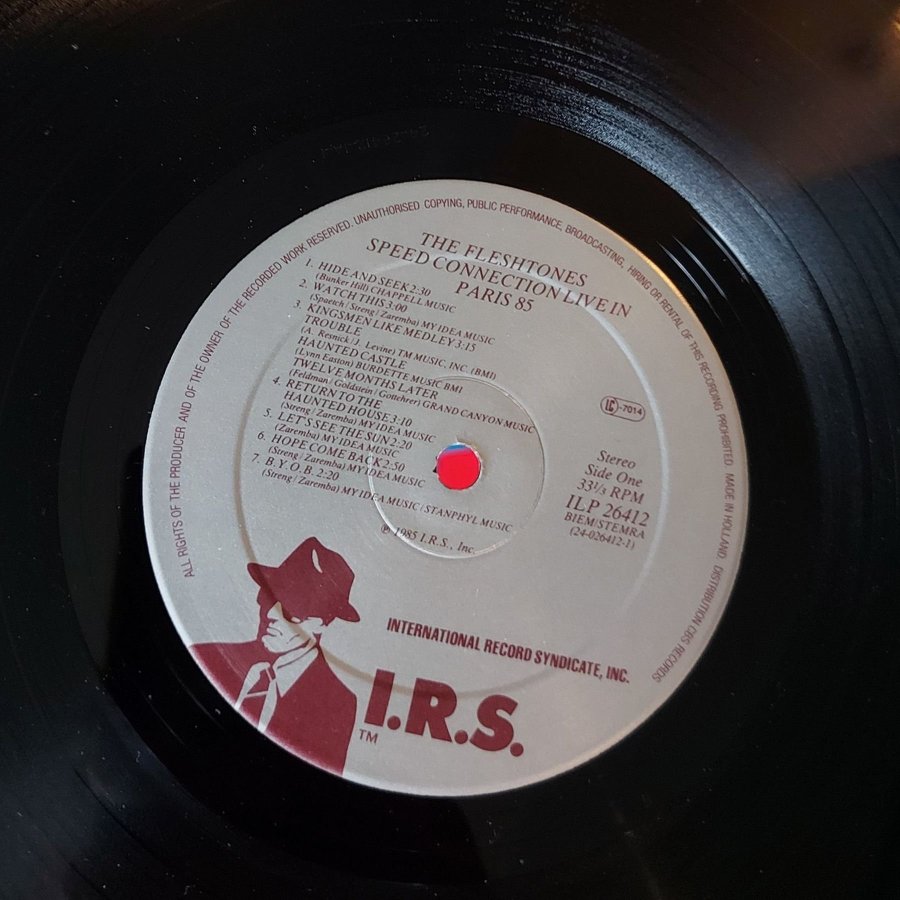 ALL RIGHTS OF THE PRODUCER AND OF THE OWNER OF THE RECORDED WORK RESERVED. UNAUTHORISED COPYING, PUBLIC PERFORMANCE, BROADCASTING, HIRING OR RENTAL OF THIS RECORDING PROHIBITED. MADE IN HOLLAND. DISTRIBUTION CBS RECORDS
THE FLESHTONES
SPEED CONNECTION LIVE IN
PARIS 85
1. HIDE AND SEEK 2:30
(Bunker Hill) CHAPPELL MUSIC
2. WATCH THIS 3:00
(Spaetch / Streng / Zaremba) MY IDEA MUSIC
3. KINGSMEN LIKE MEDLEY 3:15
TROUBLE
(A. Resnick / J. Levine) TM MUSIC, INC. (BMI)
HAUNTED CASTLE
(Lynn Easton) BURDETTE MUSIC BMI
TWELVE MONTHS LATER
(Feldman / Goldstein / Gottehrer) GRAND CANYON MUSIC
4. RETURN TO THE
HAUNTED HOUSE 3:10
(Streng / Zaremba) MY IDEA MUSIC
5. LET'S SEE THE SUN 2:20
(Zaremba) MY IDEA MUSIC
6. HOPE COME BACK 2:50
(Streng / Zaremba) MY IDEA MUSIC
7. B.Y.O.B. 2:20
(Streng / Zaremba) MY IDEA MUSIC / STANPHYL MUSIC
℗ 1985 I.R.S., Inc.
LC -7014
Stereo
Side One
33⅓ RPM
ILP 26412
BIEM/STEMRA
(24-026412-1)
INTERNATIONAL RECORD SYNDICATE, INC.
I.R.S.
TM